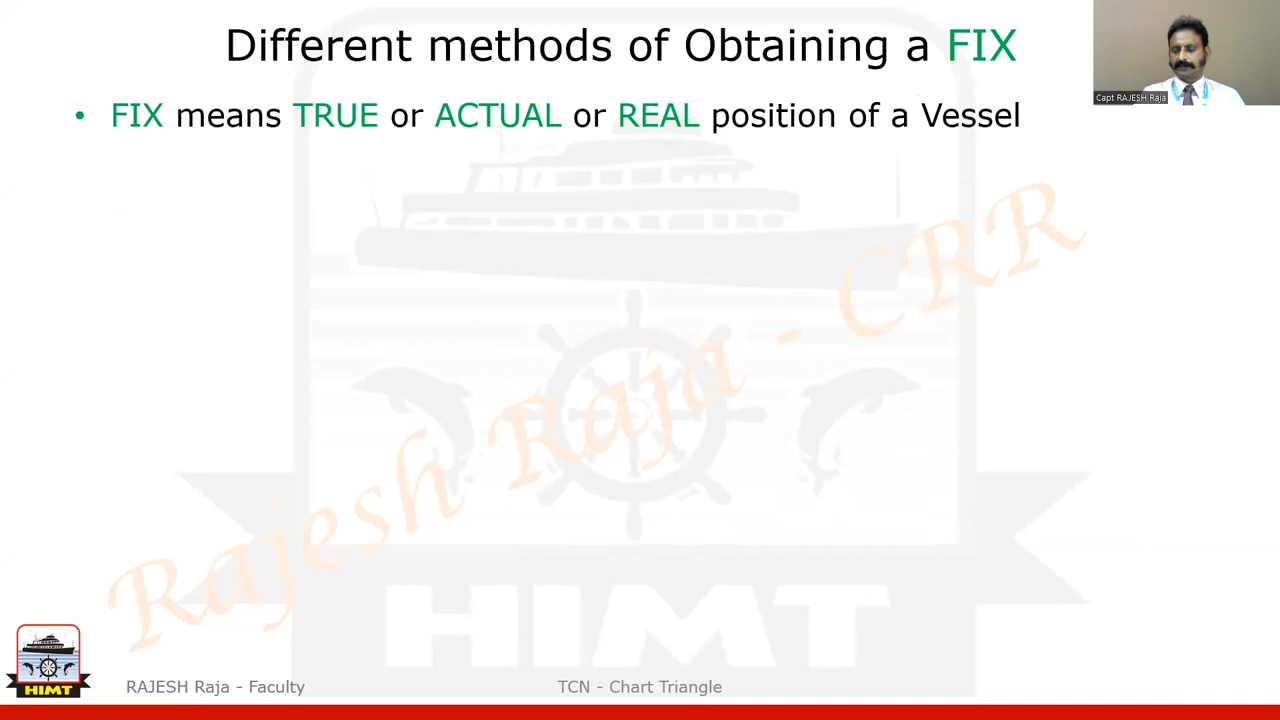 Different methods of Obtaining a FIX
Capt RAJESH Raja
• FIX means TRUE or ACTUAL or REAL position of a Vessel
Rajesh Raja - CRR
HIMT
HIMT
RAJESH Raja - Faculty
TCN - Chart Triangle